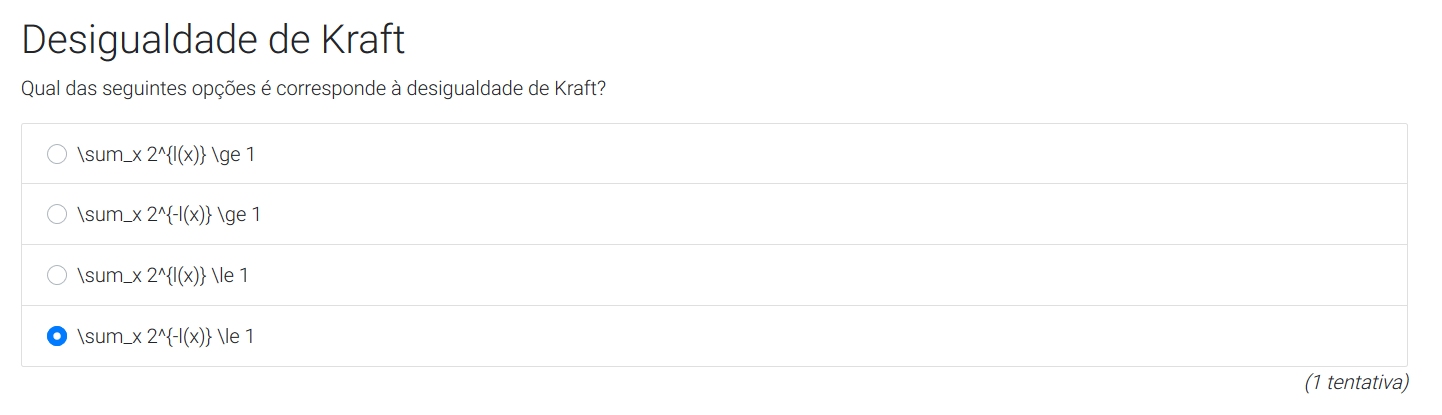 Desigualdade de Kraft
Qual das seguintes opções é corresponde à desigualdade de Kraft?
\sum_x 2^{l(x)} \ge 1
\sum_x 2^{-l(x)} \ge 1
\sum_x 2^{l(x)} \le 1
\sum_x 2^{-l(x)} \le 1
(1 tentativa)